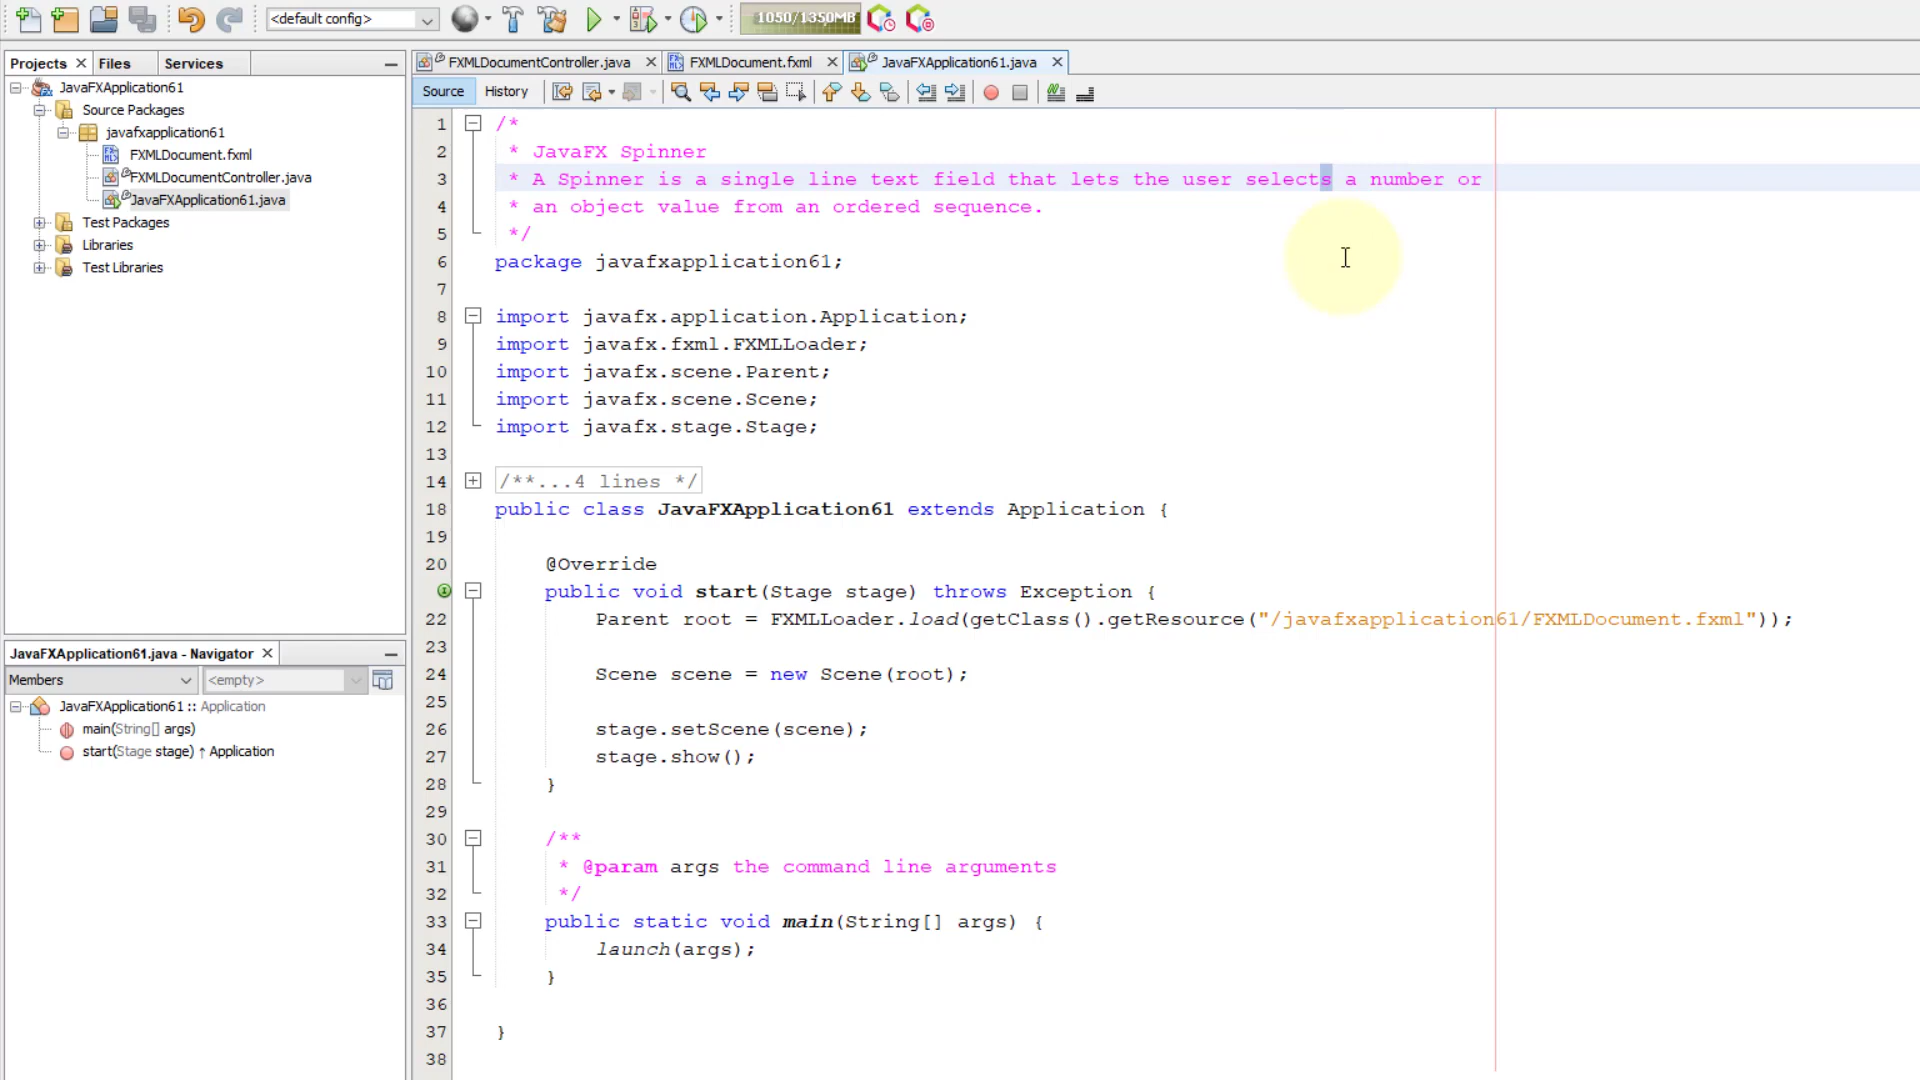 <default config>
1050/1350MB
Projects
Files
Services
JavaFXApplication61
Source Packages
javafxapplication61
FXMLDocument.fxml
FXMLDocumentController.java
JavaFXApplication61.java
Test Packages
Libraries
Test Libraries
JavaFXApplication61.java - Navigator
Members
<empty>
JavaFXApplication61 :: Application
main(String[] args)
start(Stage stage) ↑ Application
FXMLDocumentController.java
FXMLDocument.fxml
JavaFXApplication61.java
Source
History
1 /*
2 * JavaFX Spinner
3 * A Spinner is a single line text field that lets the user selects a number or
4 * an object value from an ordered sequence.
5 */
6 package javafxapplication61;
7
8 import javafx.application.Application;
9 import javafx.fxml.FXMLLoader;
10 import javafx.scene.Parent;
11 import javafx.scene.Scene;
12 import javafx.stage.Stage;
13
14 /**...4 lines */
18 public class JavaFXApplication61 extends Application {
19
20 @Override
public void start(Stage stage) throws Exception {
22 Parent root = FXMLLoader.load(getClass().getResource("/javafxapplication61/FXMLDocument.fxml"));
23
24 Scene scene = new Scene(root);
25
26 stage.setScene(scene);
27 stage.show();
28 }
29
30 /**
31 * @param args the command line arguments
32 */
33 public static void main(String[] args) {
34 launch(args);
35 }
36
37 }
38